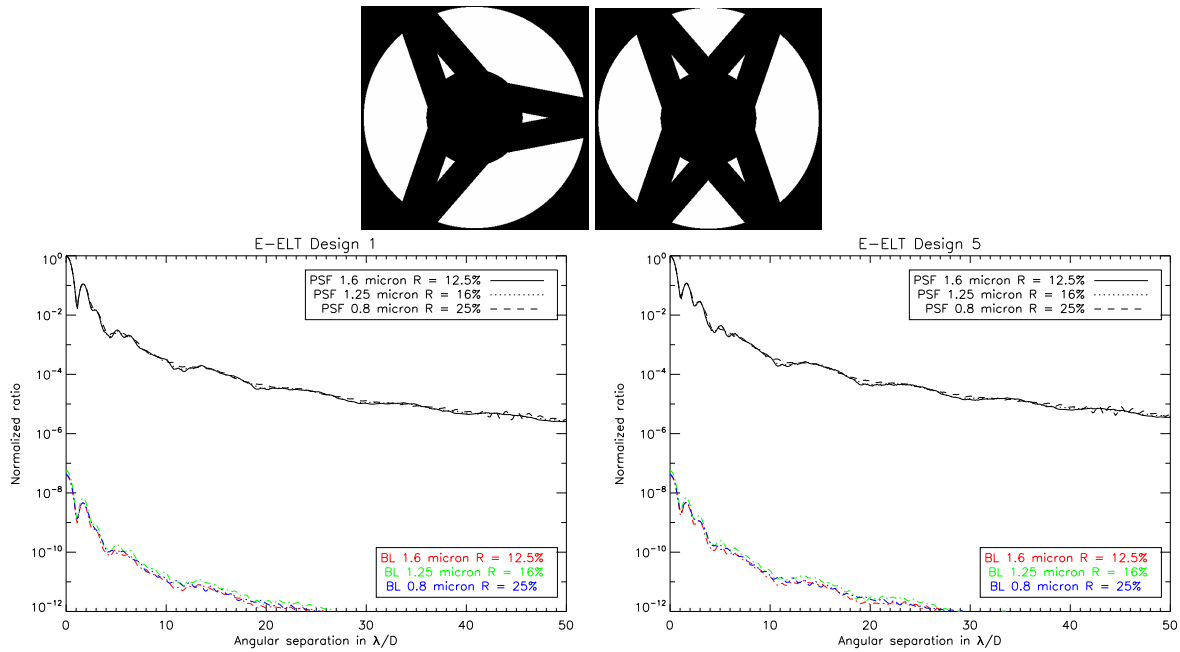 E-ELT Design 1
10⁰
10⁻²
10⁻⁴
10⁻⁶
10⁻⁸
10⁻¹⁰
10⁻¹²
Normalized ratio
PSF 1.6 micron R = 12.5%
PSF 1.25 micron R = 16%
PSF 0.8 micron R = 25%
BL 1.6 micron R = 12.5%
BL 1.25 micron R = 16%
BL 0.8 micron R = 25%
0 10 20 30 40 50
Angular separation in λ/D
E-ELT Design 5
10⁰
10⁻²
10⁻⁴
10⁻⁶
10⁻⁸
10⁻¹⁰
10⁻¹²
Normalized ratio
PSF 1.6 micron R = 12.5%
PSF 1.25 micron R = 16%
PSF 0.8 micron R = 25%
BL 1.6 micron R = 12.5%
BL 1.25 micron R = 16%
BL 0.8 micron R = 25%
0 10 20 30 40 50
Angular separation in λ/D